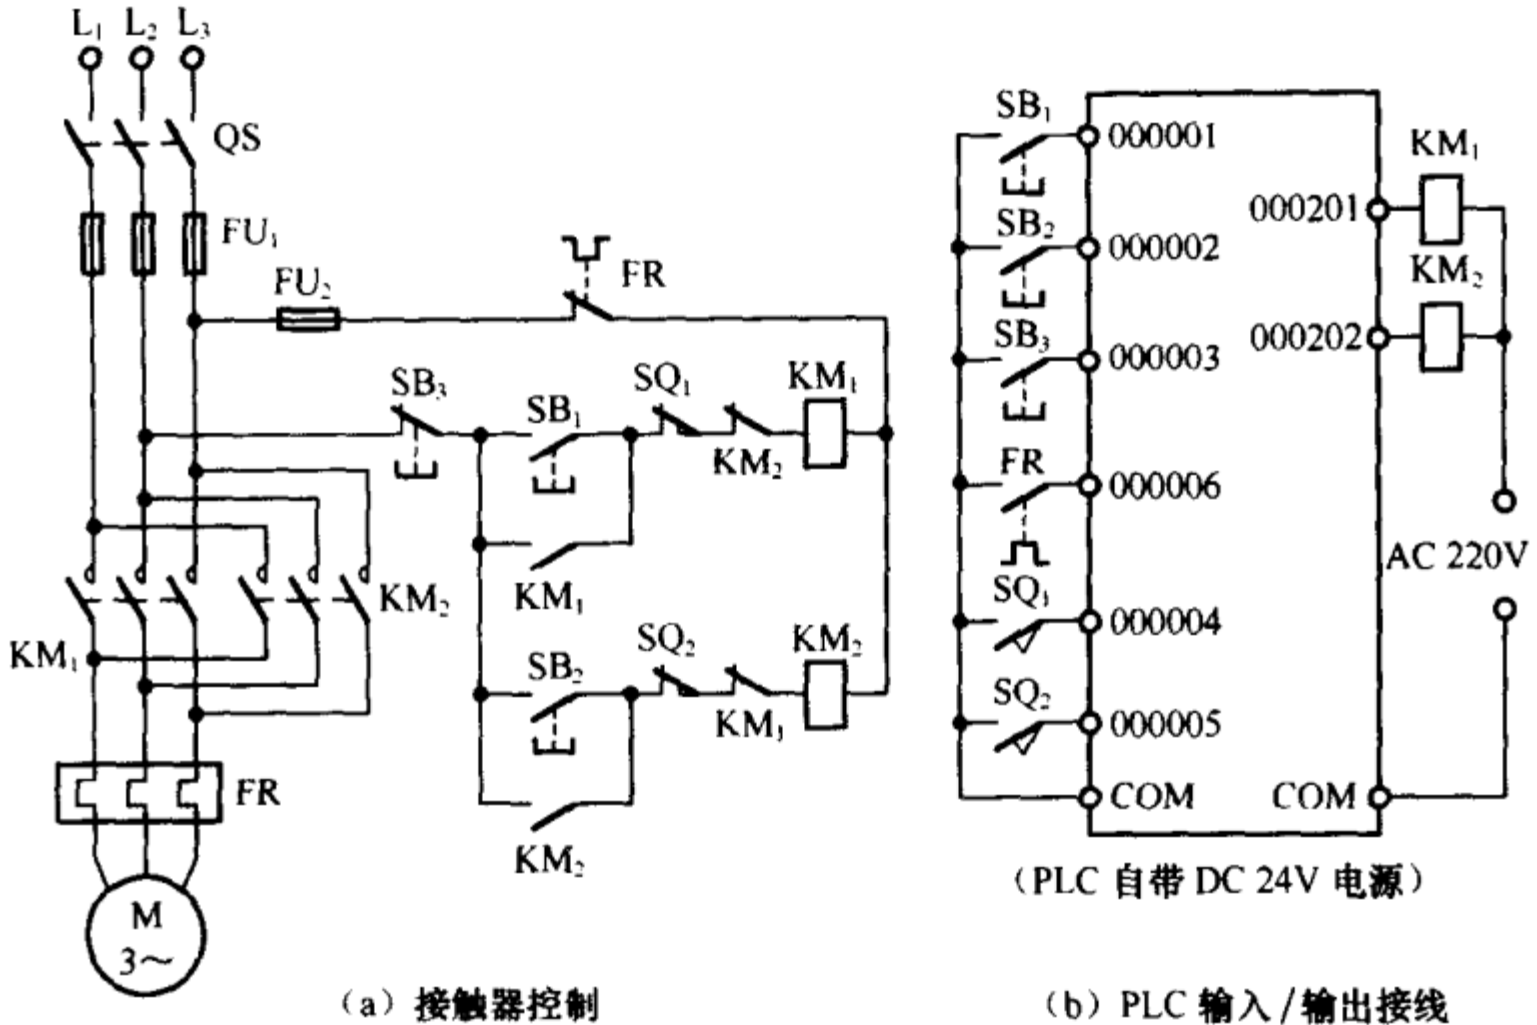 L₁ L₂ L₃
QS
FU₁
FU₂
FR
SB₃
SB₁
SQ₁
KM₁
KM₂
KM₁
KM₂
KM₁
SB₂
SQ₂
KM₂
KM₁
KM₂
FR
M
3～
(a) 接触器控制
SB₁
000001
SB₂
000002
SB₃
000003
FR
000006
SQ₁
000004
SQ₂
000005
COM
KM₁
000201
KM₂
000202
AC 220V
COM
(PLC 自带 DC 24V 电源)
(b) PLC 输入/输出接线